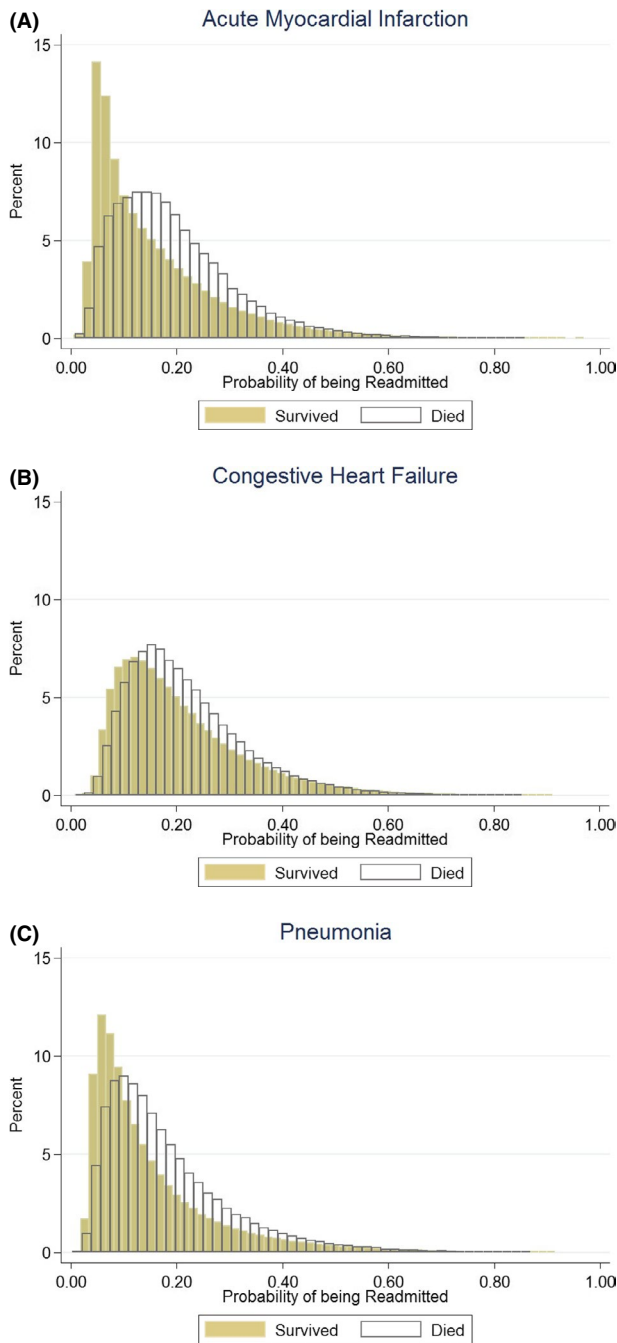 (A)
Acute Myocardial Infarction
15
10
5
0
Percent
0.00 0.20 0.40 0.60 0.80 1.00
Probability of being Readmitted
Survived Died
(B)
Congestive Heart Failure
15
10
5
0
Percent
0.00 0.20 0.40 0.60 0.80 1.00
Probability of being Readmitted
Survived Died
(C)
Pneumonia
15
10
5
0
Percent
0.00 0.20 0.40 0.60 0.80 1.00
Probability of being Readmitted
Survived Died